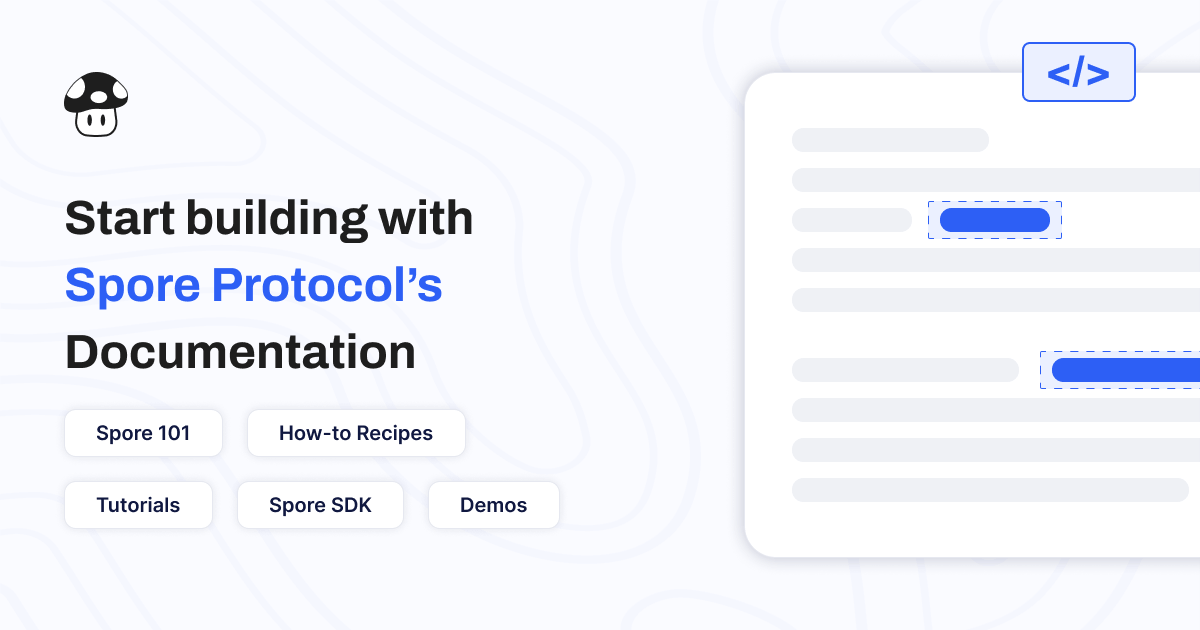 Start building with
Spore Protocol’s
Documentation
Spore 101
How-to Recipes
Tutorials
Spore SDK
Demos
</>